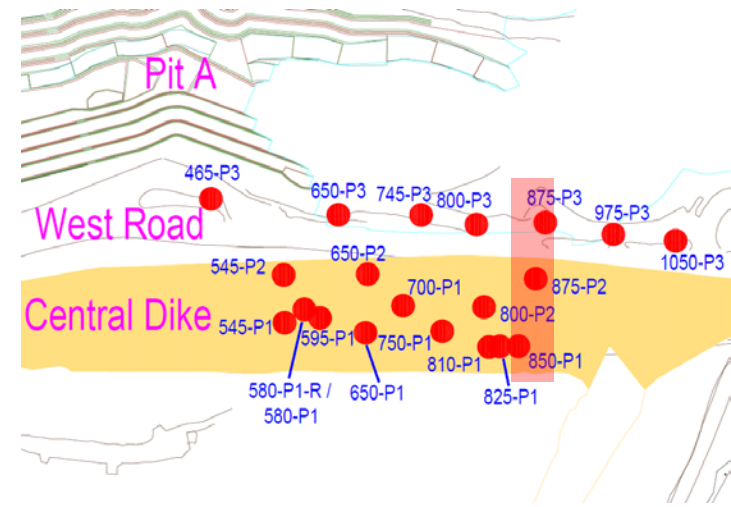 Pit A
465-P3
650-P3
745-P3
800-P3
875-P3
975-P3
1050-P3
West Road
545-P2
650-P2
875-P2
700-P1
800-P2
Central Dike
545-P1
595-P1
750-P1
810-P1
850-P1
580-P1-R /
580-P1
650-P1
825-P1